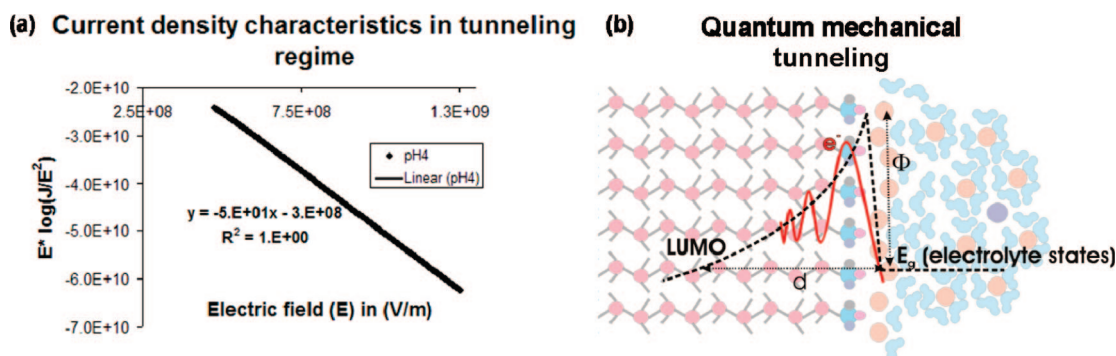 (a) Current density characteristics in tunneling
regime
-2.0E+10
2.5E+08 7.5E+08 1.3E+09
-3.0E+10
-4.0E+10
-5.0E+10
-6.0E+10
-7.0E+10
E* log(J/E²)
pH4
Linear (pH4)
y = -5.E+01x - 3.E+08
R² = 1.E+00
Electric field (E) in (V/m)
(b) Quantum mechanical
tunneling
e⁻
Φ
LUMO
E₉ (electrolyte states)
d